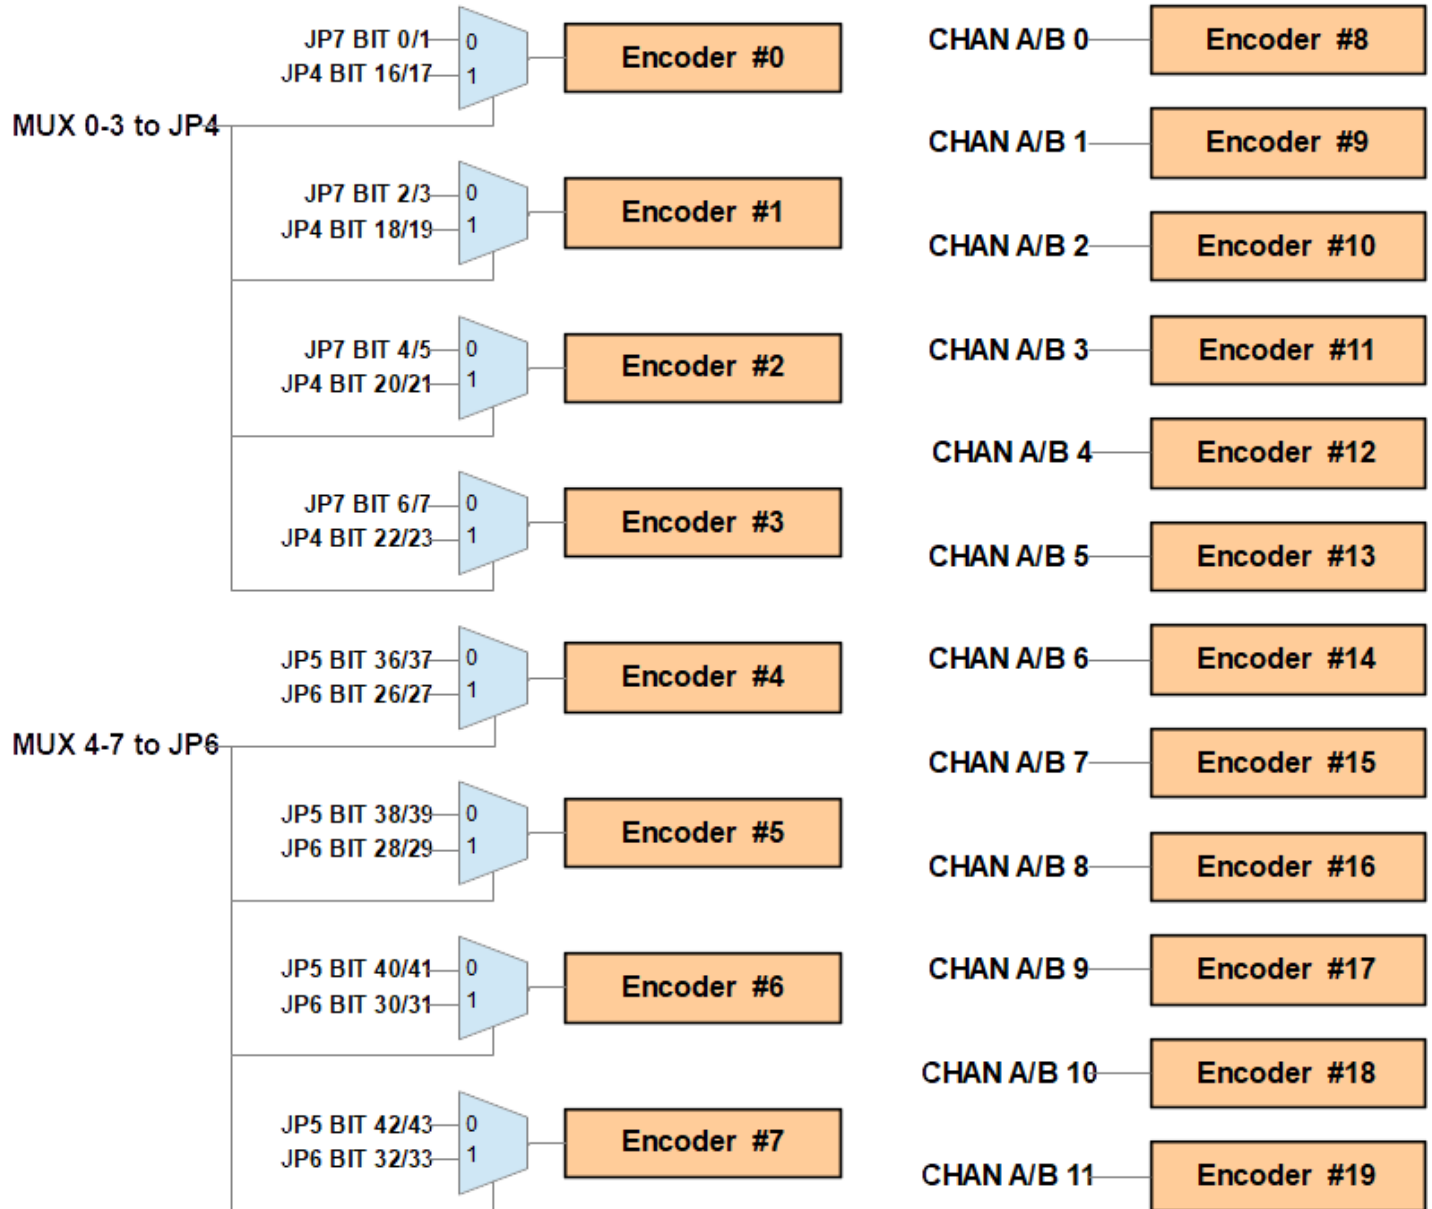 JP7 BIT 0/1
0
JP4 BIT 16/17
1
Encoder #0
MUX 0-3 to JP4
JP7 BIT 2/3
0
JP4 BIT 18/19
1
Encoder #1
JP7 BIT 4/5
0
JP4 BIT 20/21
1
Encoder #2
JP7 BIT 6/7
0
JP4 BIT 22/23
1
Encoder #3
JP5 BIT 36/37
0
JP6 BIT 26/27
1
Encoder #4
MUX 4-7 to JP6
JP5 BIT 38/39
0
JP6 BIT 28/29
1
Encoder #5
JP5 BIT 40/41
0
JP6 BIT 30/31
1
Encoder #6
JP5 BIT 42/43
0
JP6 BIT 32/33
1
Encoder #7
CHAN A/B 0
Encoder #8
CHAN A/B 1
Encoder #9
CHAN A/B 2
Encoder #10
CHAN A/B 3
Encoder #11
CHAN A/B 4
Encoder #12
CHAN A/B 5
Encoder #13
CHAN A/B 6
Encoder #14
CHAN A/B 7
Encoder #15
CHAN A/B 8
Encoder #16
CHAN A/B 9
Encoder #17
CHAN A/B 10
Encoder #18
CHAN A/B 11
Encoder #19